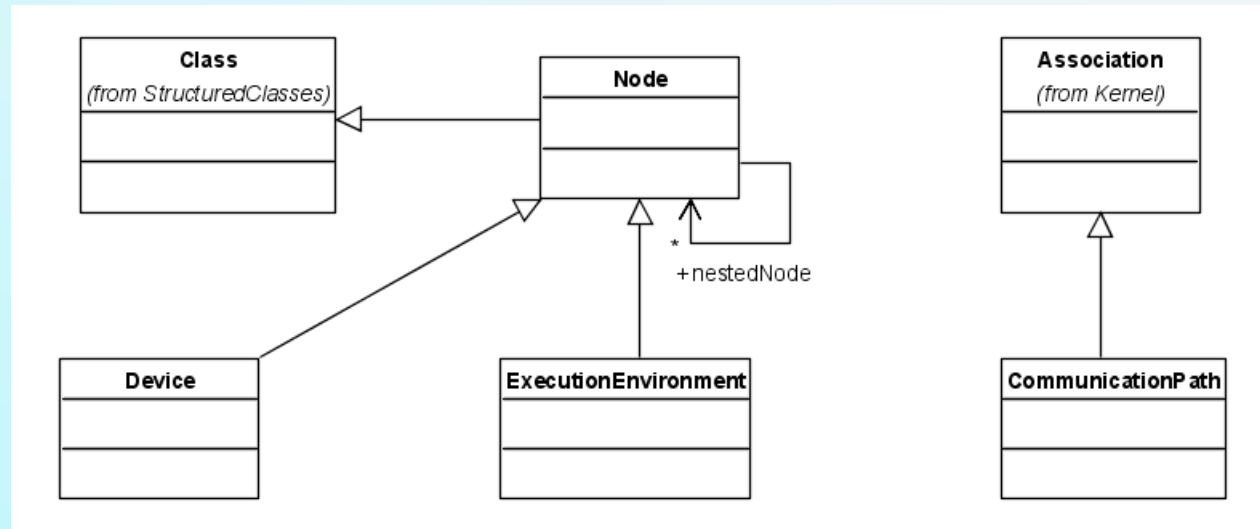 Class
(from StructuredClasses)
Node
Association
(from Kernel)
*
+nestedNode
Device
ExecutionEnvironment
CommunicationPath